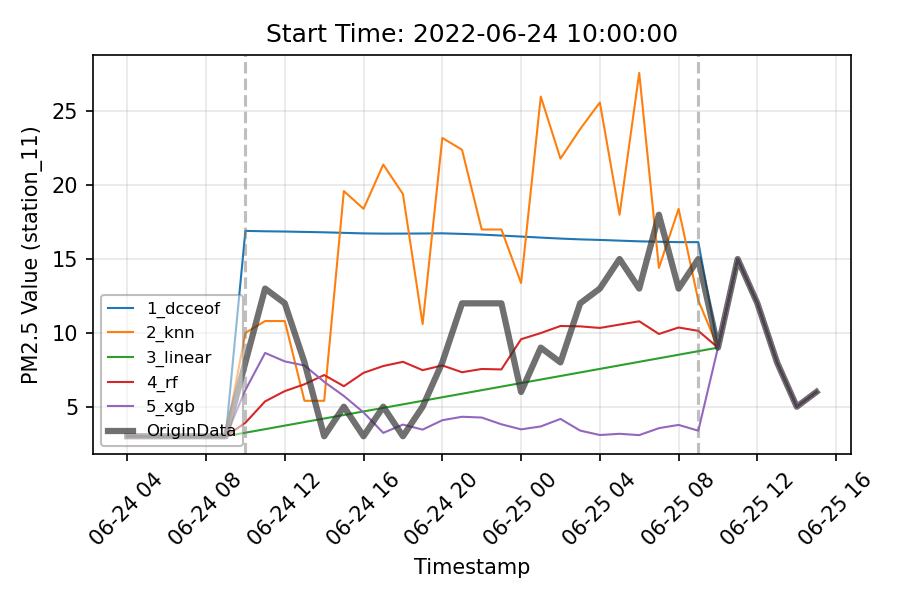 Start Time: 2022-06-24 10:00:00
PM2.5 Value (station_11)
25
20
15
10
5
1_dcceof
2_knn
3_linear
4_rf
5_xgb
OriginData
06-24 04
06-24 08
06-24 12
06-24 16
06-24 20
06-25 00
06-25 04
06-25 08
06-25 12
06-25 16
Timestamp